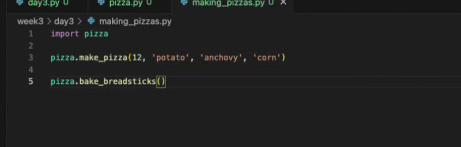 day3.py U pizza.py U making_pizzas.py U ✕
week3 > day3 > making_pizzas.py
1 import pizza
2
3 pizza.make_pizza(12, 'potato', 'anchovy', 'corn')
4
5 pizza.bake_breadsticks()